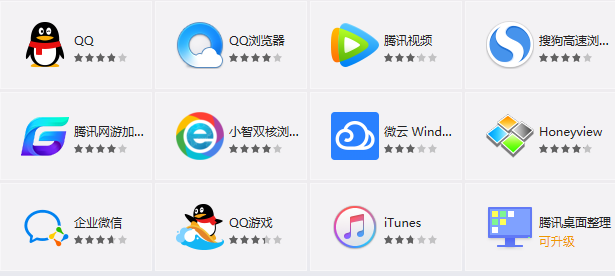 QQ
QQ浏览器
腾讯视频
搜狗高速浏...
腾讯网游加...
小智双核浏...
微云 Wind...
Honeyview
企业微信
QQ游戏
iTunes
腾讯桌面整理
可升级